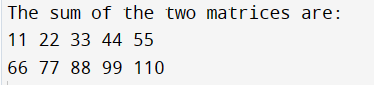 The sum of the two matrices are:
11 22 33 44 55
66 77 88 99 110